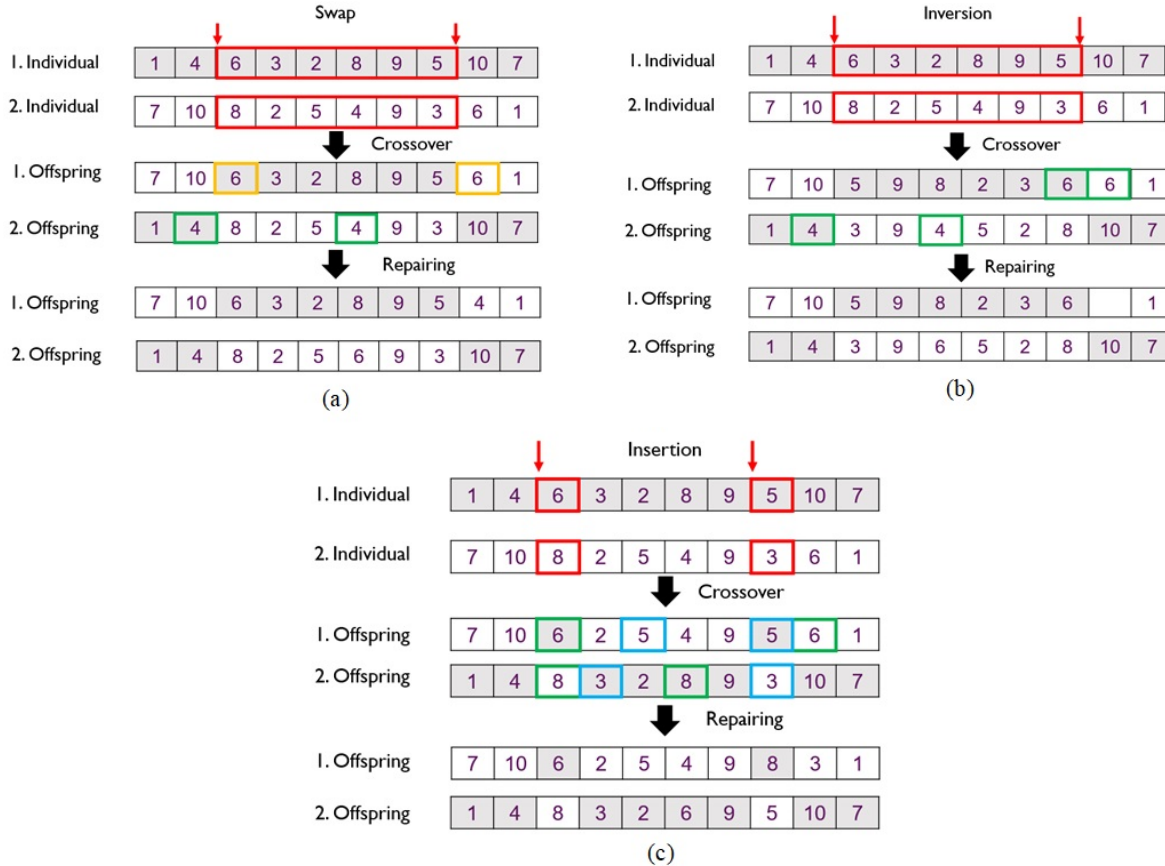 Swap
1. Individual 1 4 6 3 2 8 9 5 10 7
2. Individual 7 10 8 2 5 4 9 3 6 1
Crossover
1. Offspring 7 10 6 3 2 8 9 5 6 1
2. Offspring 1 4 8 2 5 4 9 3 10 7
Repairing
1. Offspring 7 10 6 3 2 8 9 5 4 1
2. Offspring 1 4 8 2 5 6 9 3 10 7
(a)
Inversion
1. Individual 1 4 6 3 2 8 9 5 10 7
2. Individual 7 10 8 2 5 4 9 3 6 1
Crossover
1. Offspring 7 10 5 9 8 2 3 6 6 1
2. Offspring 1 4 3 9 4 5 2 8 10 7
Repairing
1. Offspring 7 10 5 9 8 2 3 6 1
2. Offspring 1 4 3 9 6 5 2 8 10 7
(b)
Insertion
1. Individual 1 4 6 3 2 8 9 5 10 7
2. Individual 7 10 8 2 5 4 9 3 6 1
Crossover
1. Offspring 7 10 6 2 5 4 9 5 6 1
2. Offspring 1 4 8 3 2 8 9 3 10 7
Repairing
1. Offspring 7 10 6 2 5 4 9 8 3 1
2. Offspring 1 4 8 3 2 6 9 5 10 7
(c)